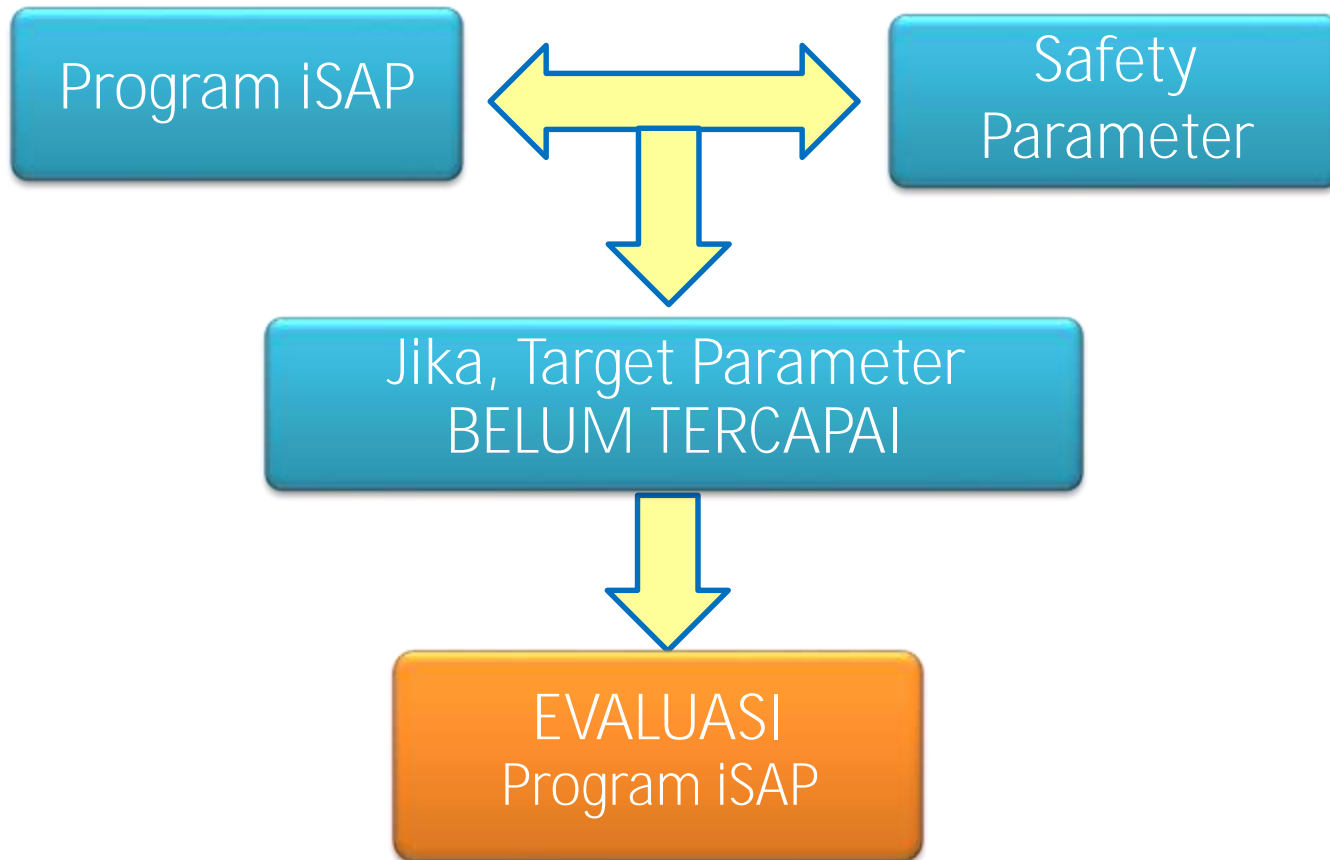 Program iSAP
Safety
Parameter
Jika, Target Parameter
BELUM TERCAPAI
EVALUASI
Program iSAP